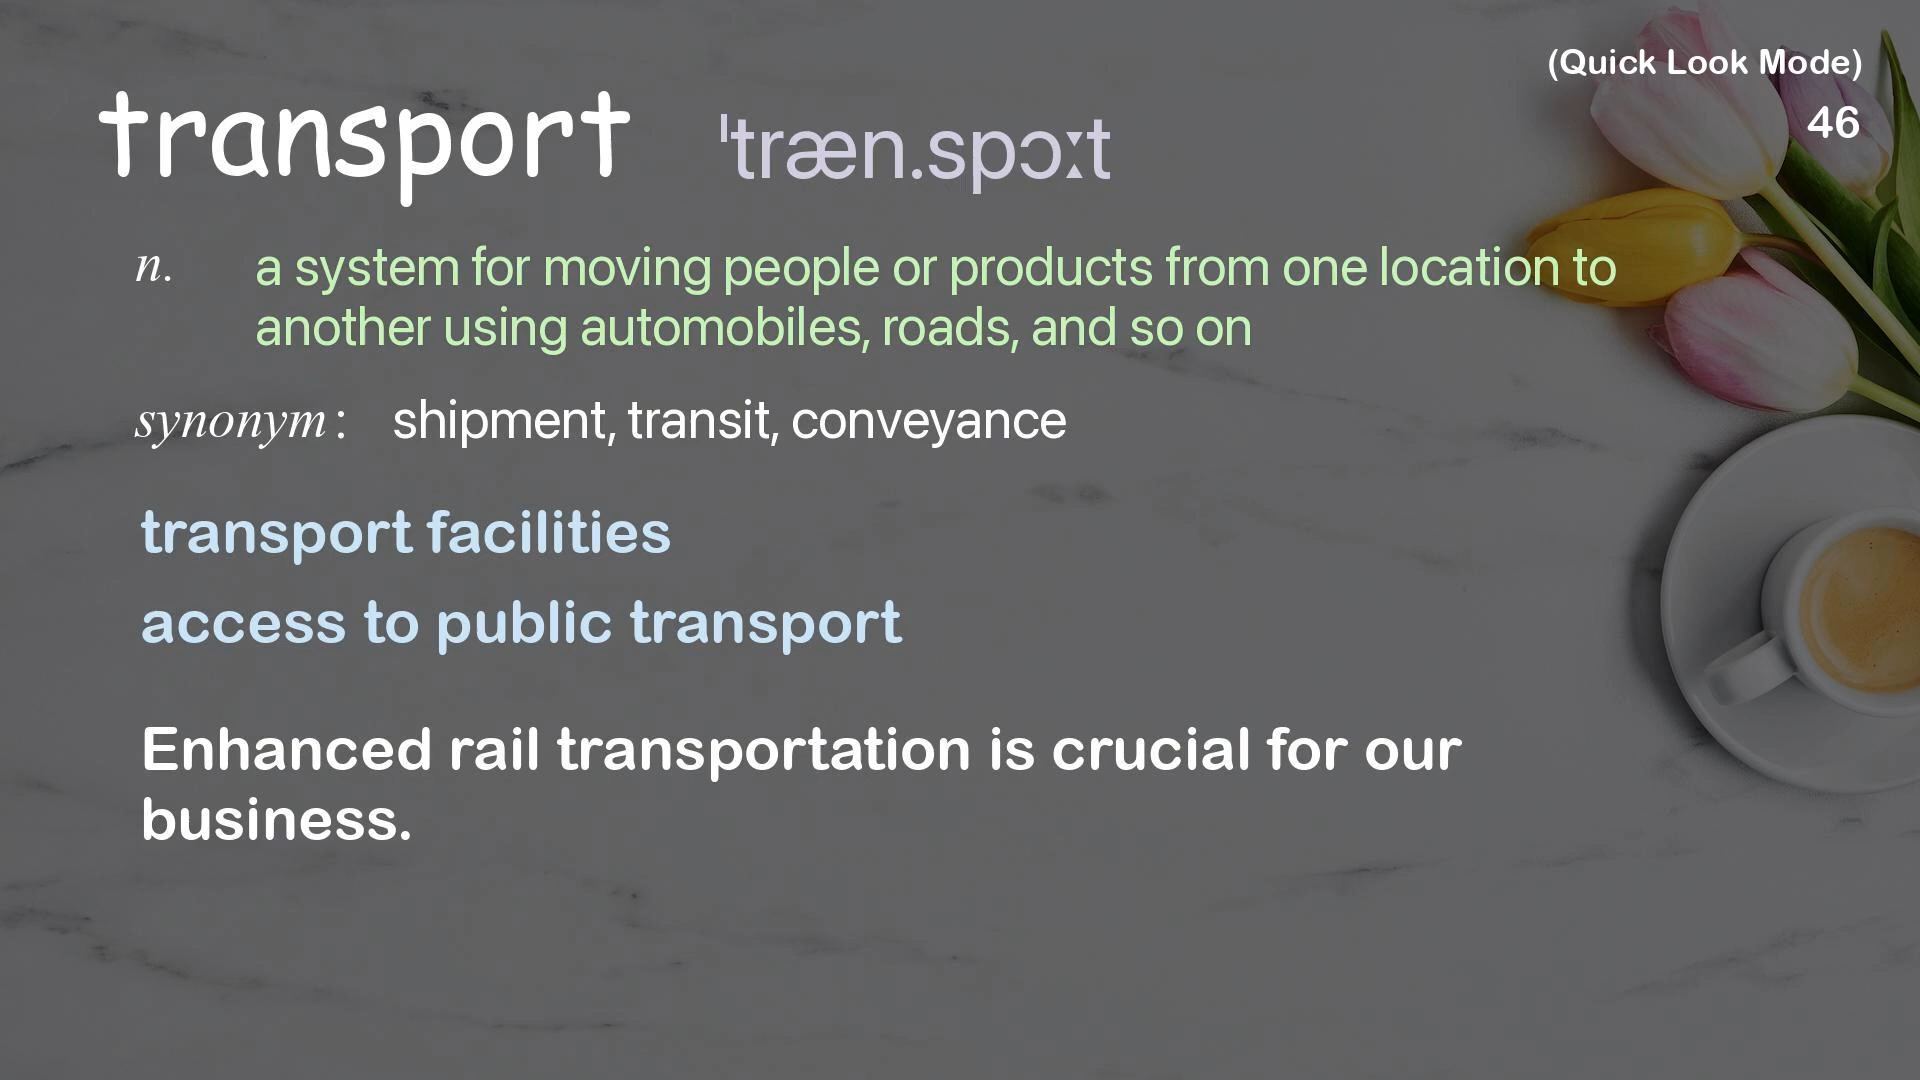 (Quick Look Mode)
46
transport ˈtræn.spɔːt
n. a system for moving people or products from one location to
another using automobiles, roads, and so on
synonym: shipment, transit, conveyance
transport facilities
access to public transport
Enhanced rail transportation is crucial for our
business.